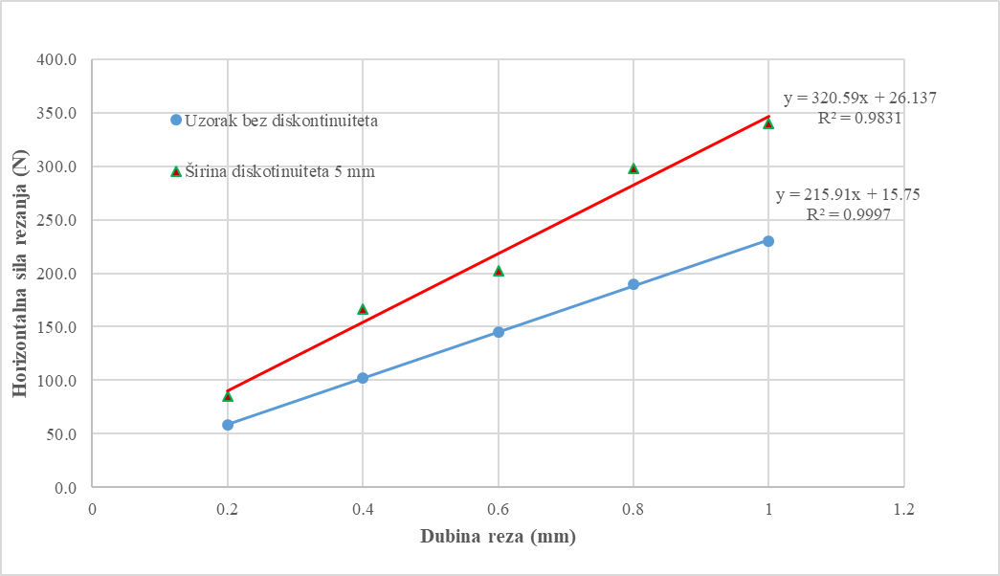 400.0
350.0
300.0
250.0
200.0
150.0
100.0
50.0
0.0
Horizontalna sila rezanja (N)
Uzorak bez diskontinuiteta
Širina diskotinuiteta 5 mm
y = 320.59x + 26.137
R² = 0.9831
y = 215.91x + 15.75
R² = 0.9997
0 0.2 0.4 0.6 0.8 1 1.2
Dubina reza (mm)